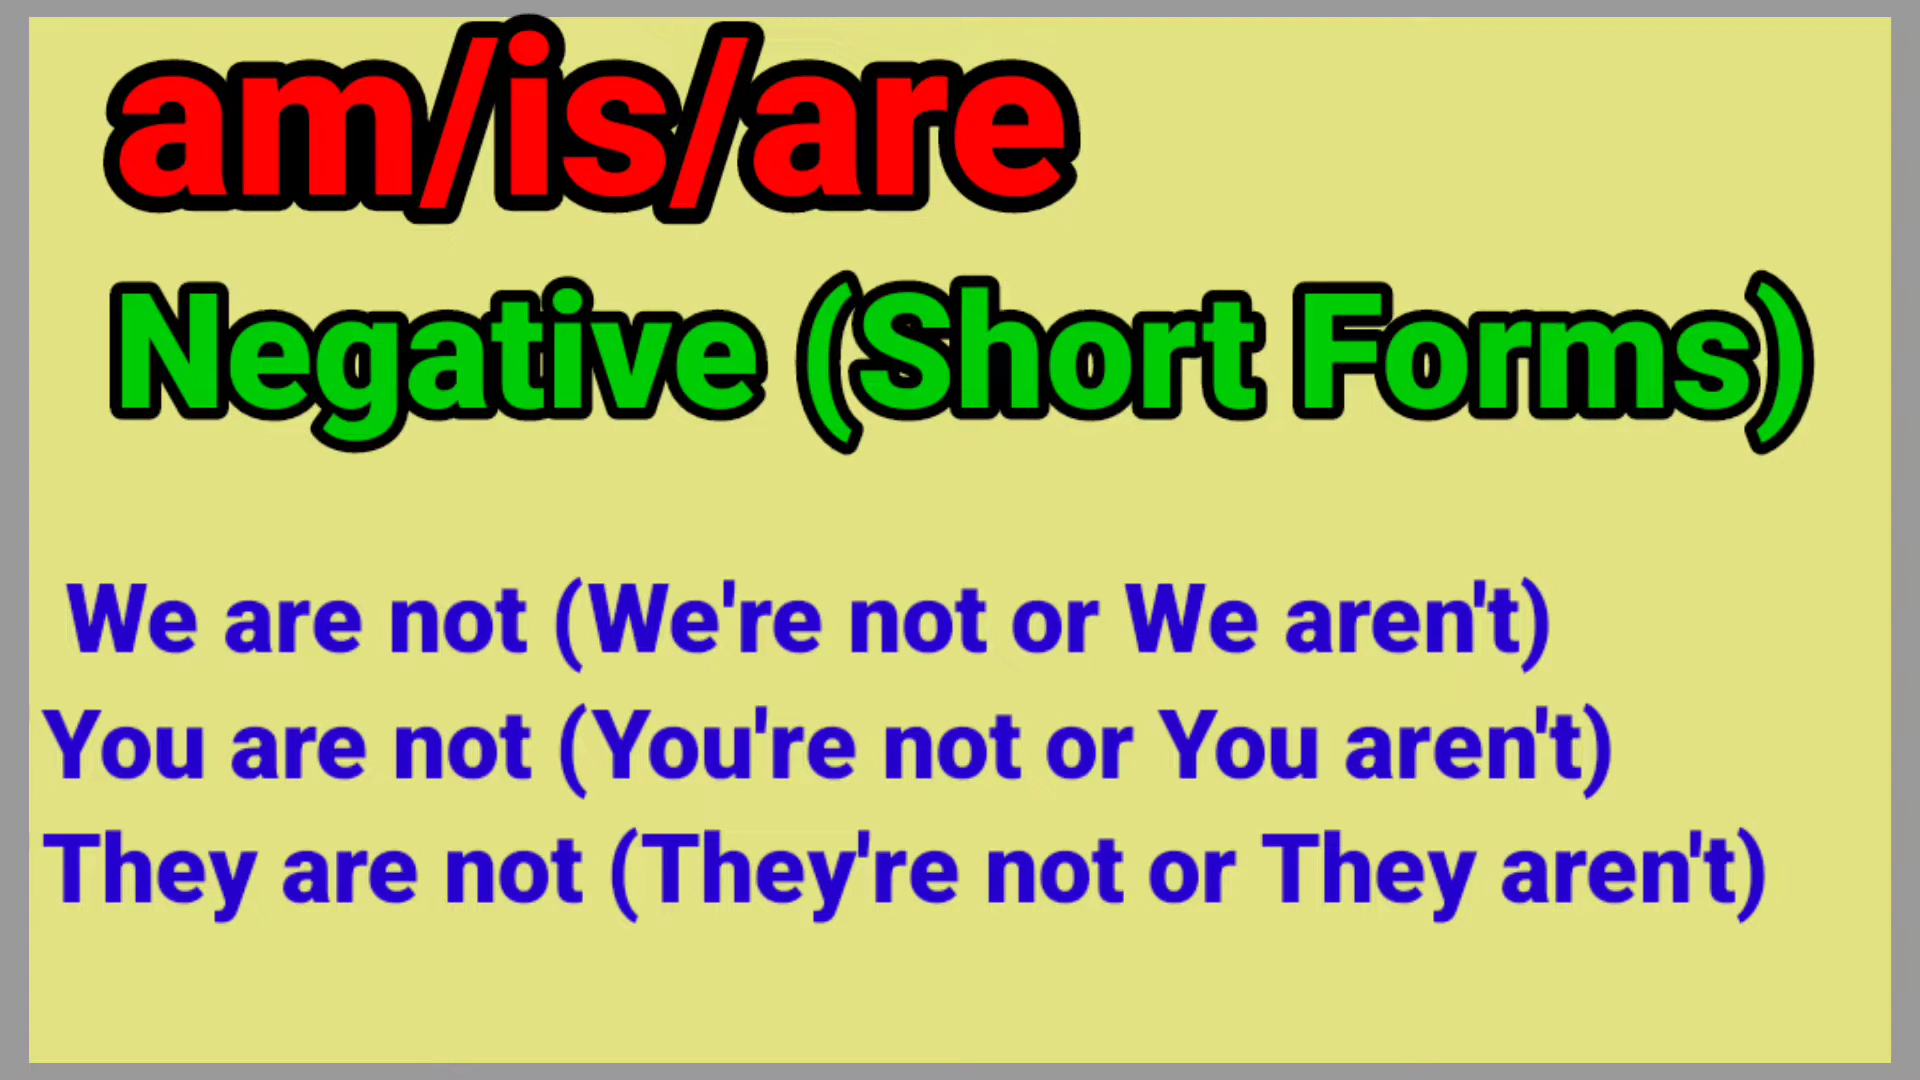 am/is/are
Negative (Short Forms)
We are not (We're not or We aren't)
You are not (You're not or You aren't)
They are not (They're not or They aren't)